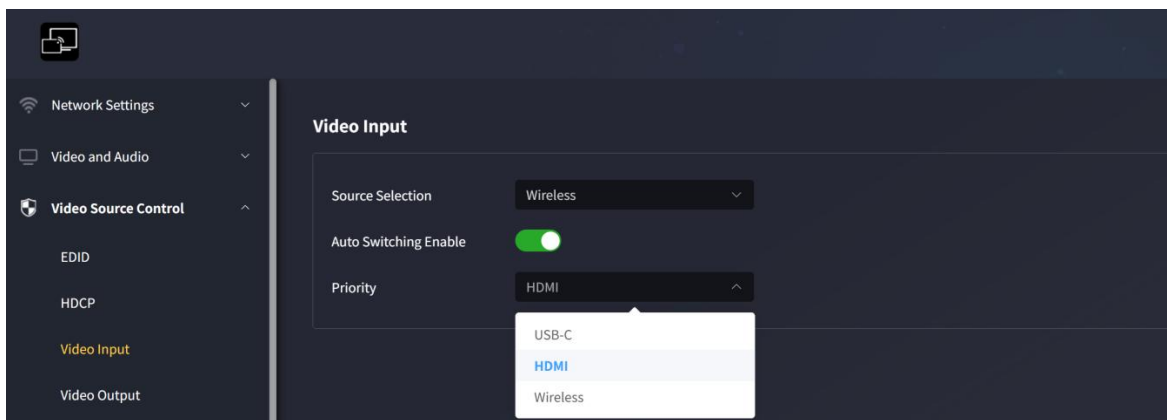 Network Settings
Video and Audio
Video Source Control
EDID
HDCP
Video Input
Video Output
Video Input
Source Selection Wireless
Auto Switching Enable
Priority HDMI
USB-C
HDMI
Wireless